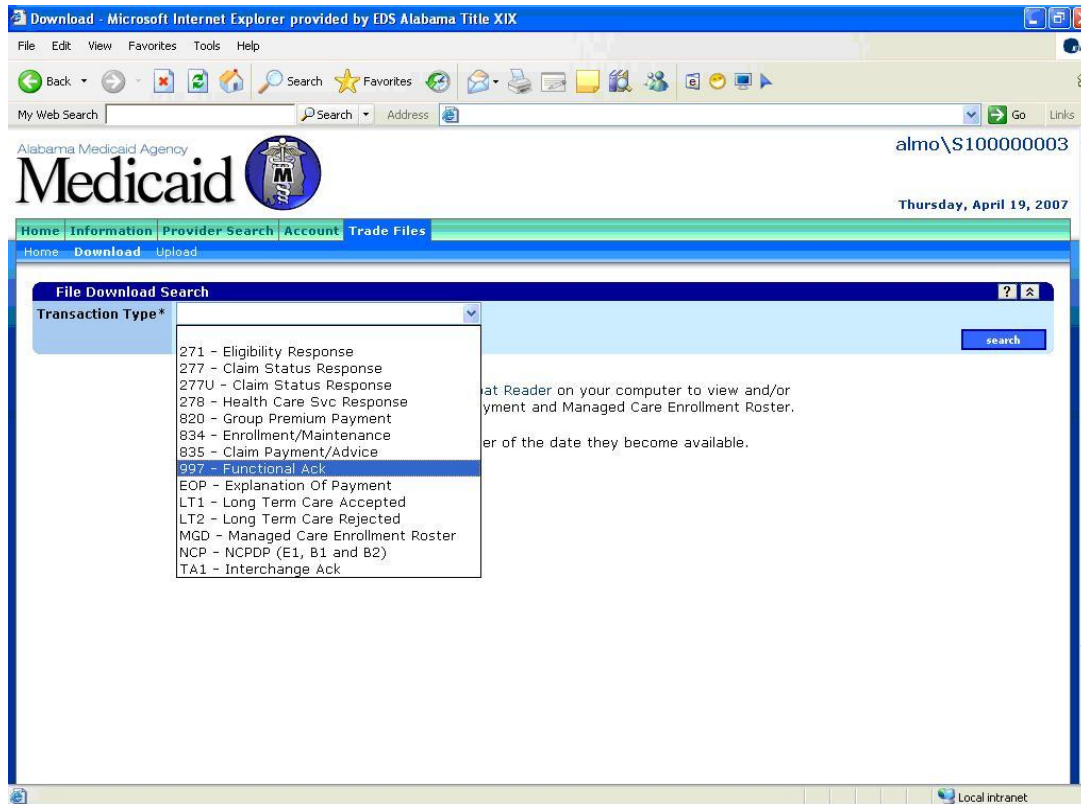 Download - Microsoft Internet Explorer provided by EDS Alabama Title XIX
File Edit View Favorites Tools Help
Back Search Favorites
My Web Search Search Address Go Links
Alabama Medicaid Agency
Medicaid
M
almo\S100000003
Thursday, April 19, 2007
Home Information Provider Search Account Trade Files
Home Download Upload
File Download Search ?
Transaction Type*
search
271 - Eligibility Response
277 - Claim Status Response
277U - Claim Status Response
278 - Health Care Svc Response
820 - Group Premium Payment
834 - Enrollment/Maintenance
835 - Claim Payment/Advice
997 - Functional Ack
EOP - Explanation Of Payment
LT1 - Long Term Care Accepted
LT2 - Long Term Care Rejected
MGD - Managed Care Enrollment Roster
NCP - NCPDP (E1, B1 and B2)
TA1 - Interchange Ack
Reader on your computer to view and/or
and Managed Care Enrollment Roster.
of the date they become available.
Local intranet